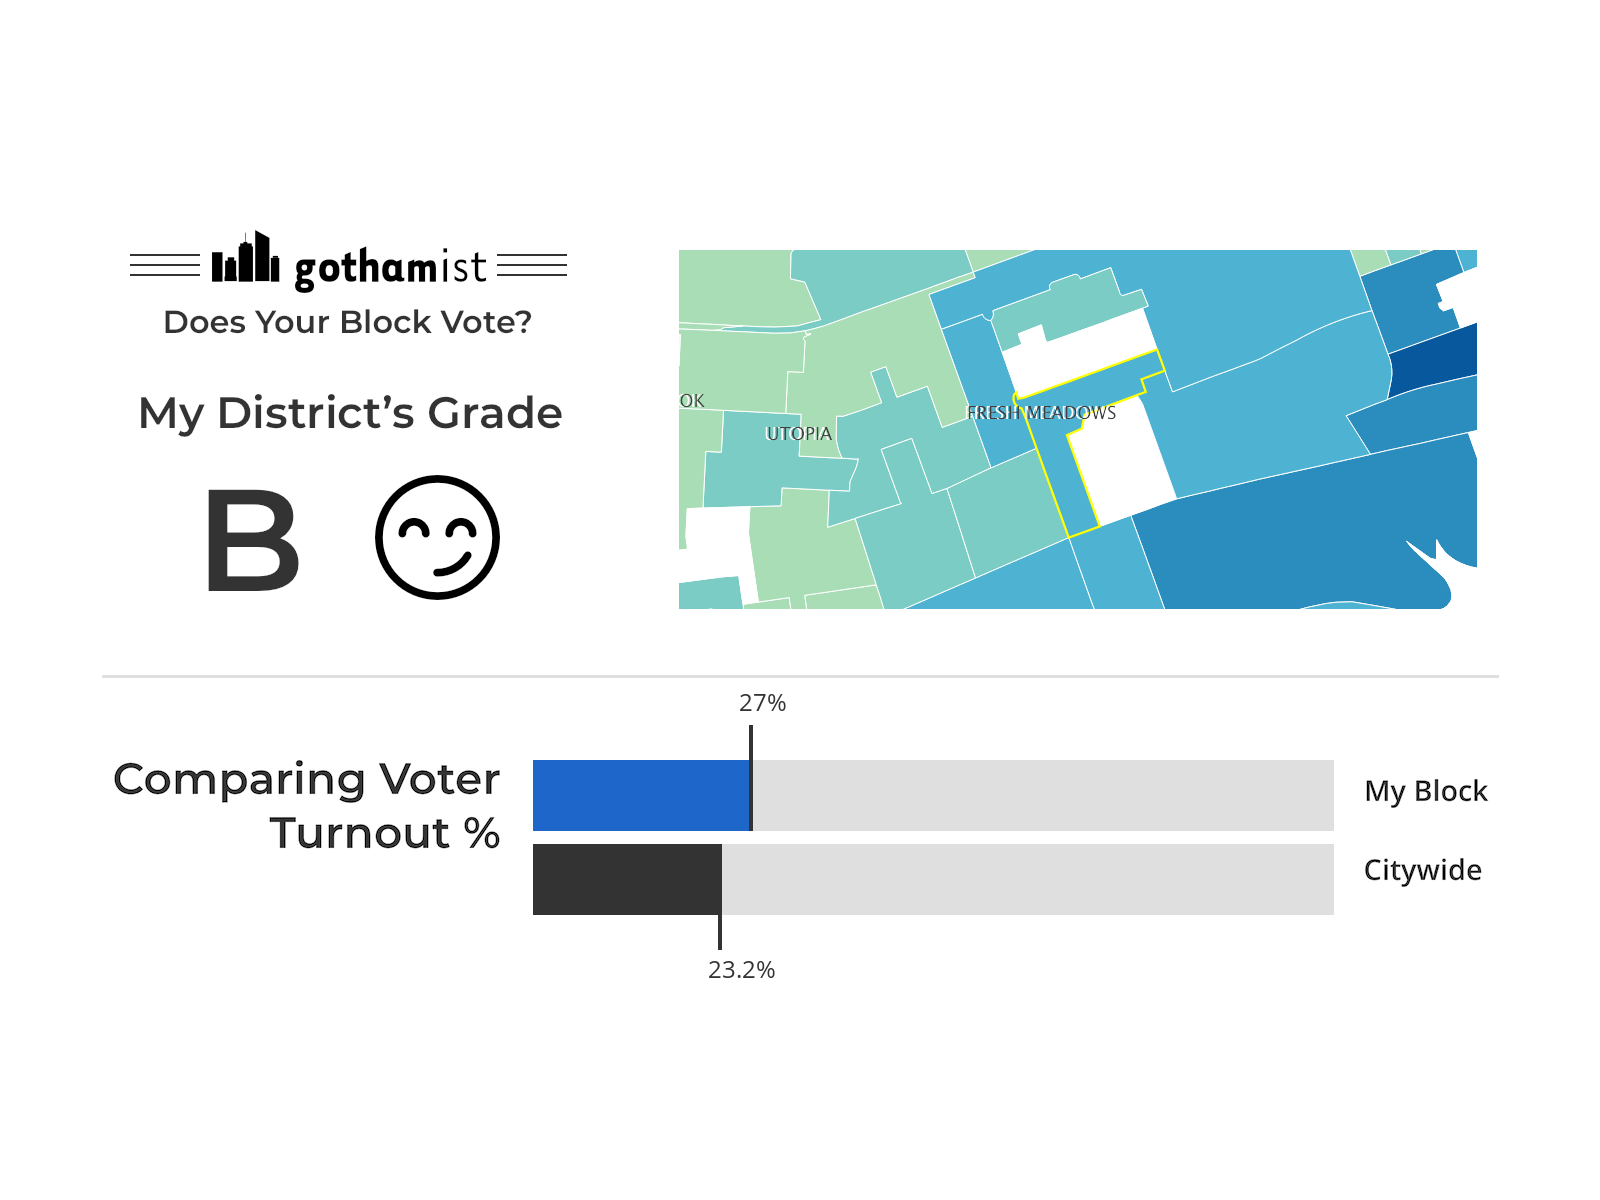 gothamist
Does Your Block Vote?
My District’s Grade
B
OK
UTOPIA
FRESH MEADOWS
27%
Comparing Voter
Turnout %
My Block
Citywide
23.2%